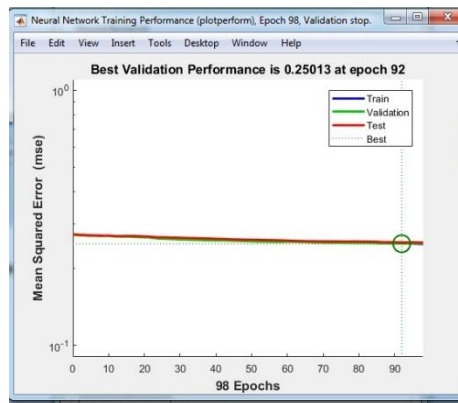 Neural Network Training Performance (plotperform), Epoch 98, Validation stop.
File Edit View Insert Tools Desktop Window Help
Best Validation Performance is 0.25013 at epoch 92
Mean Squared Error (mse)
10⁰
10⁻¹
Train
Validation
Test
Best
0 10 20 30 40 50 60 70 80 90
98 Epochs